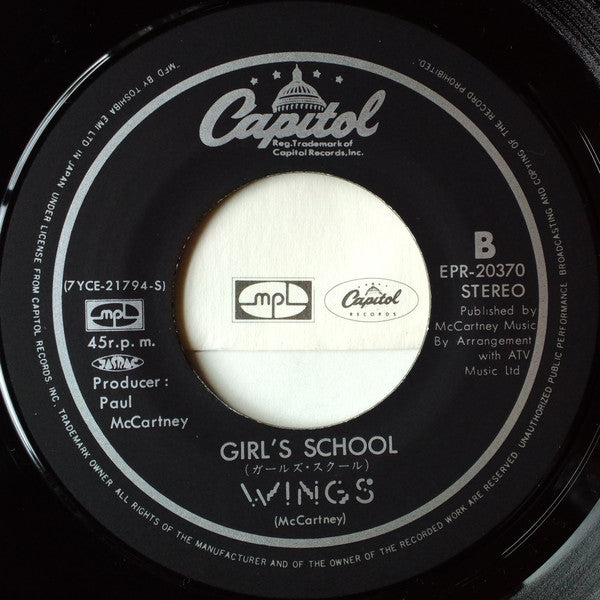 "MFD BY TOSHIBA EMI LTD IN JAPAN UNDER LICENSE FROM CAPITOL RECORDS INC. TRADEMARK OWNER ALL RIGHTS OF THE MANUFACTURER AND OF THE OWNER OF THE RECORDED WORK ARE RESERVED. UNAUTHORIZED PUBLIC PERFORMANCE BROADCASTING AND COPYING OF THE RECORD PROHIBITED."
Capitol
Reg. Trademark of
Capitol Records, Inc.
(7YCE-21794-S)
mpl
45r.p.m.
JASRAC
Producer:
Paul
McCartney
mpl
Capitol
RECORDS
B
EPR-20370
STEREO
Published by
McCartney Music
By Arrangement
with ATV
Music Ltd
GIRL'S SCHOOL
(ガールズ・スクール)
WINGS
(McCartney)